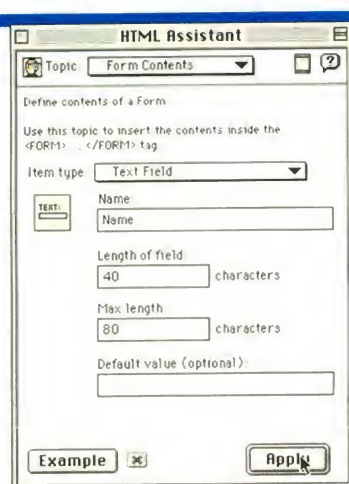 HTML Assistant
Topic: Form Contents
Define contents of a Form
Use this topic to insert the contents inside the
<FORM> . . </FORM> tag
Item type Text Field
TEXT:
Name
Name
Length of field
40 characters
Max length
80 characters
Default value (optional):
Example
Apply